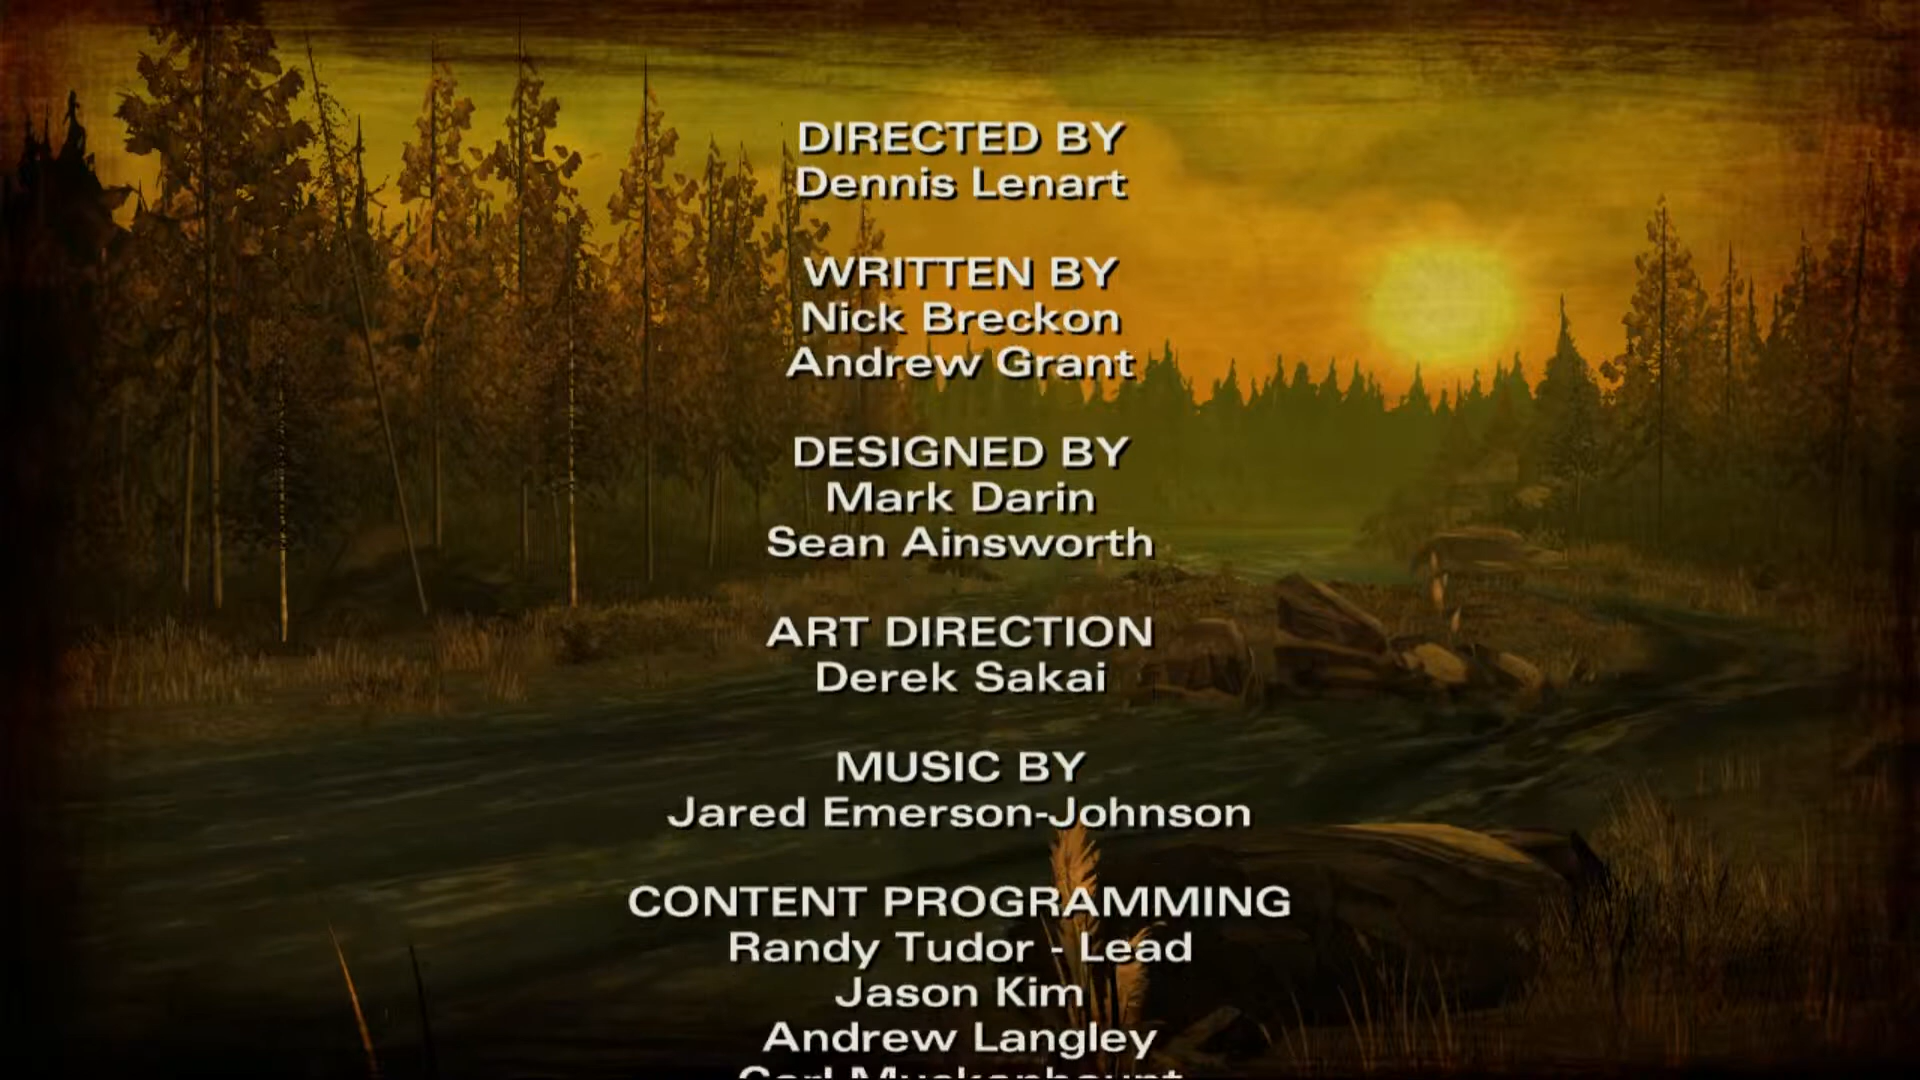 DIRECTED BY
Dennis Lenart
WRITTEN BY
Nick Breckon
Andrew Grant
DESIGNED BY
Mark Darin
Sean Ainsworth
ART DIRECTION
Derek Sakai
MUSIC BY
Jared Emerson-Johnson
CONTENT PROGRAMMING
Randy Tudor - Lead
Jason Kim
Andrew Langley
Carl